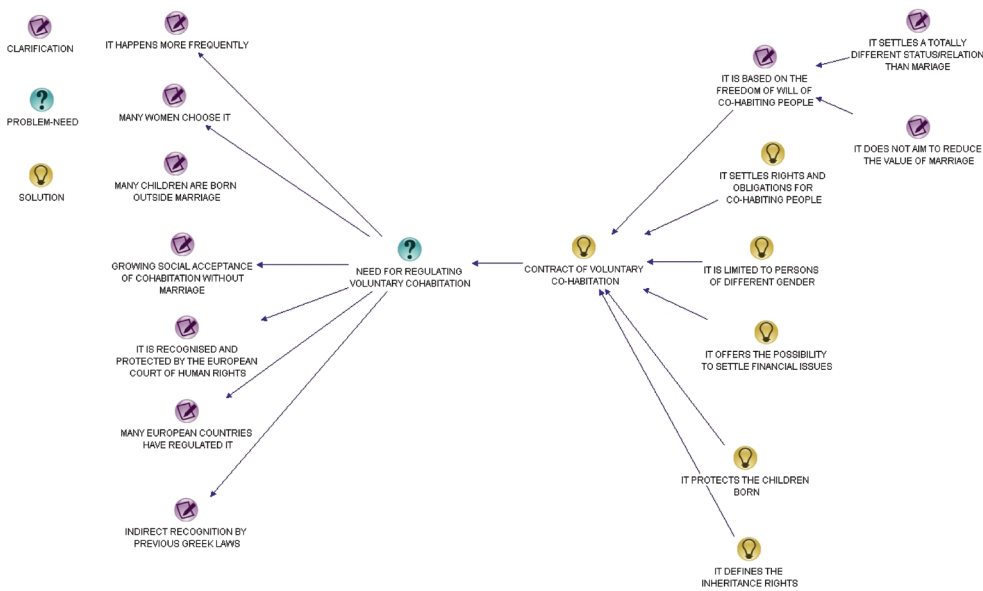 CLARIFICATION
PROBLEM-NEED
SOLUTION
IT HAPPENS MORE FREQUENTLY
MANY WOMEN CHOOSE IT
MANY CHILDREN ARE BORN
OUTSIDE MARRIAGE
GROWING SOCIAL ACCEPTANCE
OF COHABITATION WITHOUT
MARRIAGE
IT IS RECOGNISED AND
PROTECTED BY THE EUROPEAN
COURT OF HUMAN RIGHTS
MANY EUROPEAN COUNTRIES
HAVE REGULATED IT
INDIRECT RECOGNITION BY
PREVIOUS GREEK LAWS
NEED FOR REGULATING
VOLUNTARY COHABITATION
CONTRACT OF VOLUNTARY
CO-HABITATION
IT IS BASED ON THE
FREEDOM OF WILL OF
CO-HABITING PEOPLE
IT SETTLES RIGHTS AND
OBLIGATIONS FOR
CO-HABITING PEOPLE
IT IS LIMITED TO PERSONS
OF DIFFERENT GENDER
IT OFFERS THE POSSIBILITY
TO SETTLE FINANCIAL ISSUES
IT PROTECTS THE CHILDREN
BORN
IT DEFINES THE
INHERITANCE RIGHTS
IT SETTLES A TOTALLY
DIFFERENT STATUS/RELATION
THAN MARIAGE
IT DOES NOT AIM TO REDUCE
THE VALUE OF MARRIAGE